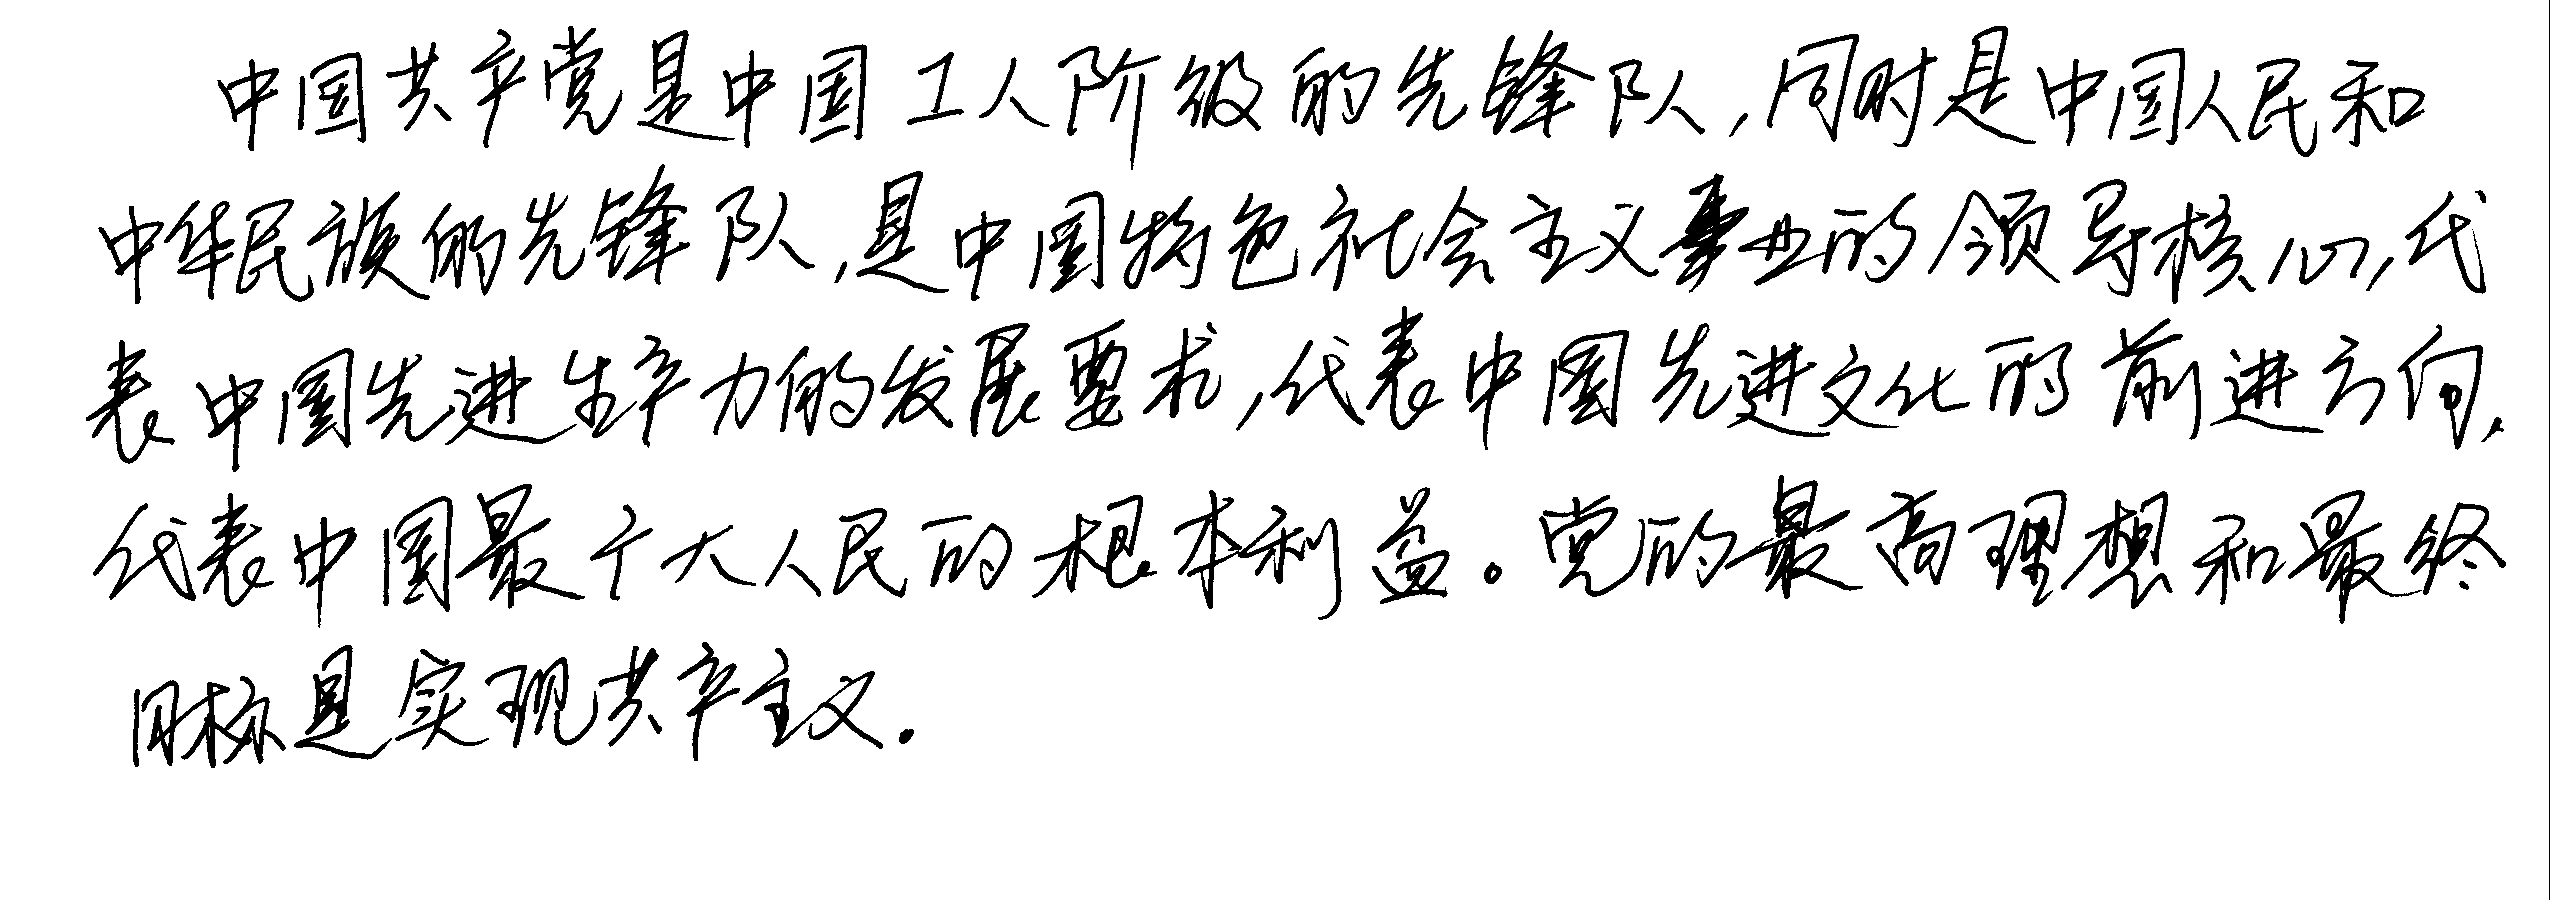 中国共产党是中国工人阶级的先锋队,同时是中国人民和
中华民族的先锋队,是中国特色社会主义事业的领导核心,代
表中国先进生产力的发展要求,代表中国先进文化的前进方向,
代表中国最广大人民的根本利益。党的最高理想和最终
目标是实现共产主义.